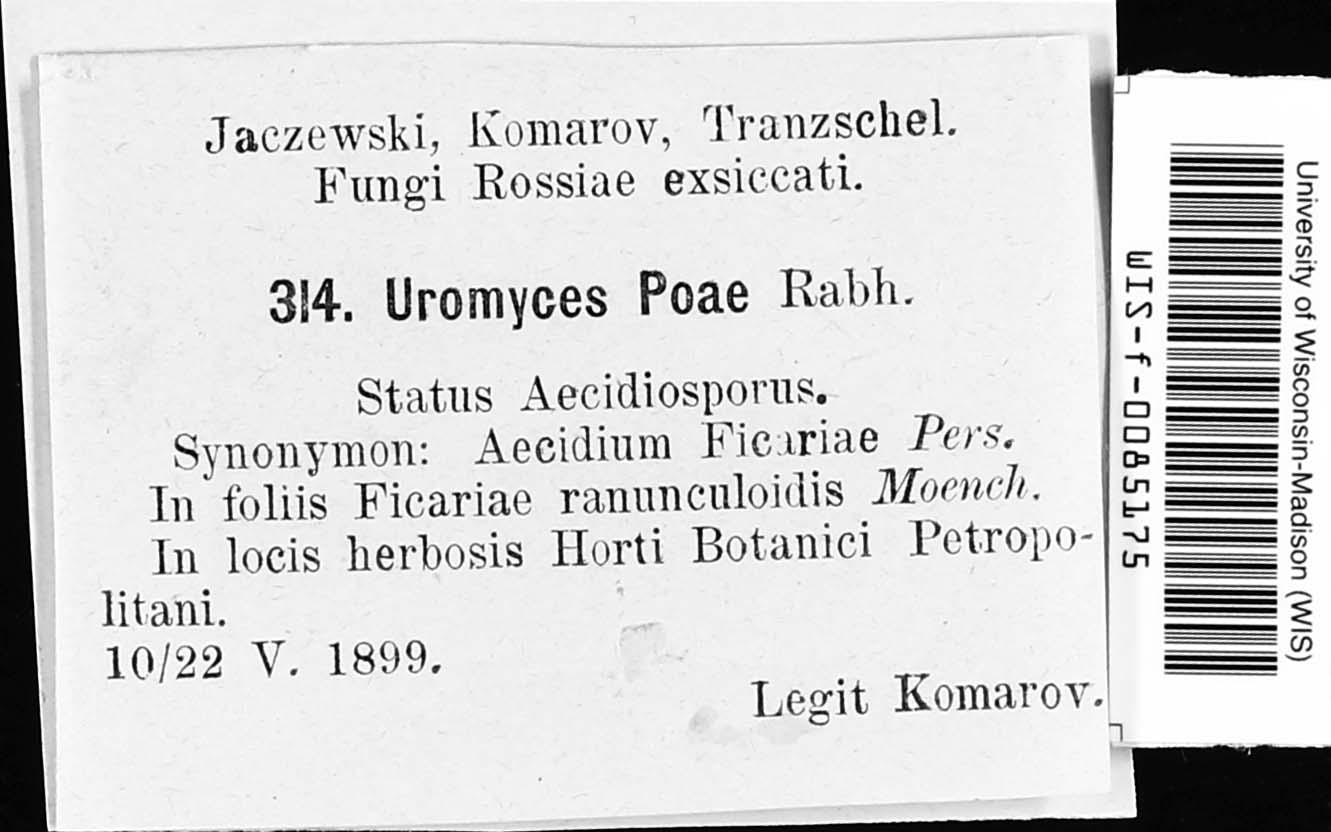 Jaczewski, Komarov, Tranzschel.
Fungi Rossiae exsiccati.
314. Uromyces Poae Rabh.
Status Aecidiosporus.
Synonymon: Aecidium Ficariae Pers.
In foliis Ficariae ranunculoidis Moench.
In locis herbosis Horti Botanici Petropo-
litani.
10/22 V. 1899.
Legit Komarov.
University of Wisconsin-Madison (WIS)
WIS-f-0085175